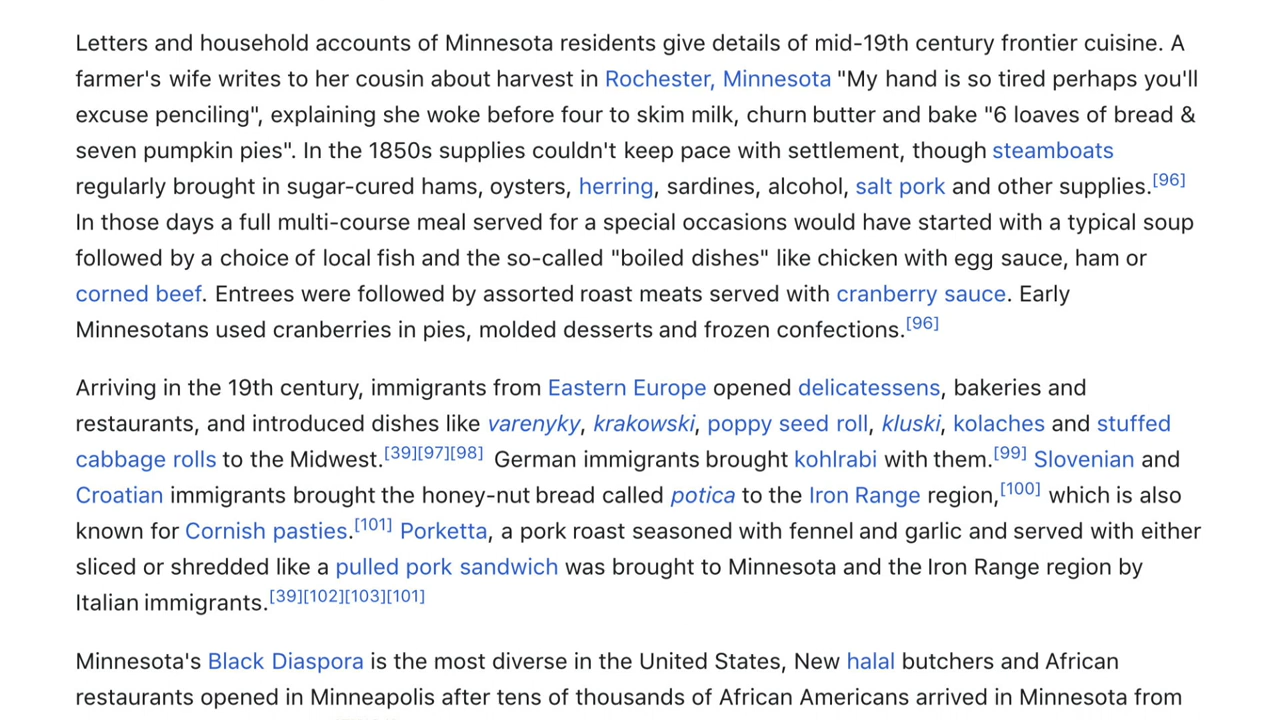 Letters and household accounts of Minnesota residents give details of mid-19th century frontier cuisine. A
farmer's wife writes to her cousin about harvest in Rochester, Minnesota "My hand is so tired perhaps you'll
excuse penciling", explaining she woke before four to skim milk, churn butter and bake "6 loaves of bread &
seven pumpkin pies". In the 1850s supplies couldn't keep pace with settlement, though steamboats
regularly brought in sugar-cured hams, oysters, herring, sardines, alcohol, salt pork and other supplies.[96]
In those days a full multi-course meal served for a special occasions would have started with a typical soup
followed by a choice of local fish and the so-called "boiled dishes" like chicken with egg sauce, ham or
corned beef. Entrees were followed by assorted roast meats served with cranberry sauce. Early
Minnesotans used cranberries in pies, molded desserts and frozen confections.[96]
Arriving in the 19th century, immigrants from Eastern Europe opened delicatessens, bakeries and
restaurants, and introduced dishes like varenyky, krakowski, poppy seed roll, kluski, kolaches and stuffed
cabbage rolls to the Midwest.[39][97][98] German immigrants brought kohlrabi with them.[99] Slovenian and
Croatian immigrants brought the honey-nut bread called potica to the Iron Range region,[100] which is also
known for Cornish pasties.[101] Porketta, a pork roast seasoned with fennel and garlic and served with either
sliced or shredded like a pulled pork sandwich was brought to Minnesota and the Iron Range region by
Italian immigrants.[39][102][103][101]
Minnesota's Black Diaspora is the most diverse in the United States, New halal butchers and African
restaurants opened in Minneapolis after tens of thousands of African Americans arrived in Minnesota from